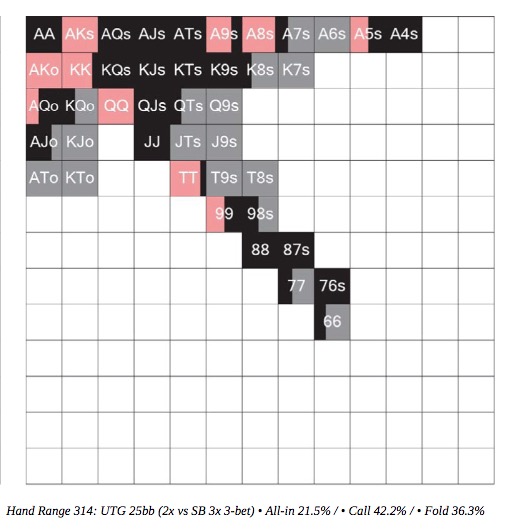 AA AKs AQs AJs ATs A9s A8s A7s A6s A5s A4s
AKo KK KQs KJs KTs K9s K8s K7s
AQo KQo QQ QJs QTs Q9s
AJo KJo JJ JTs J9s
ATo KTo TT T9s T8s
99 98s
88 87s
77 76s
66
Hand Range 314: UTG 25bb (2x vs SB 3x 3-bet) • All-in 21.5% / • Call 42.2% / • Fold 36.3%